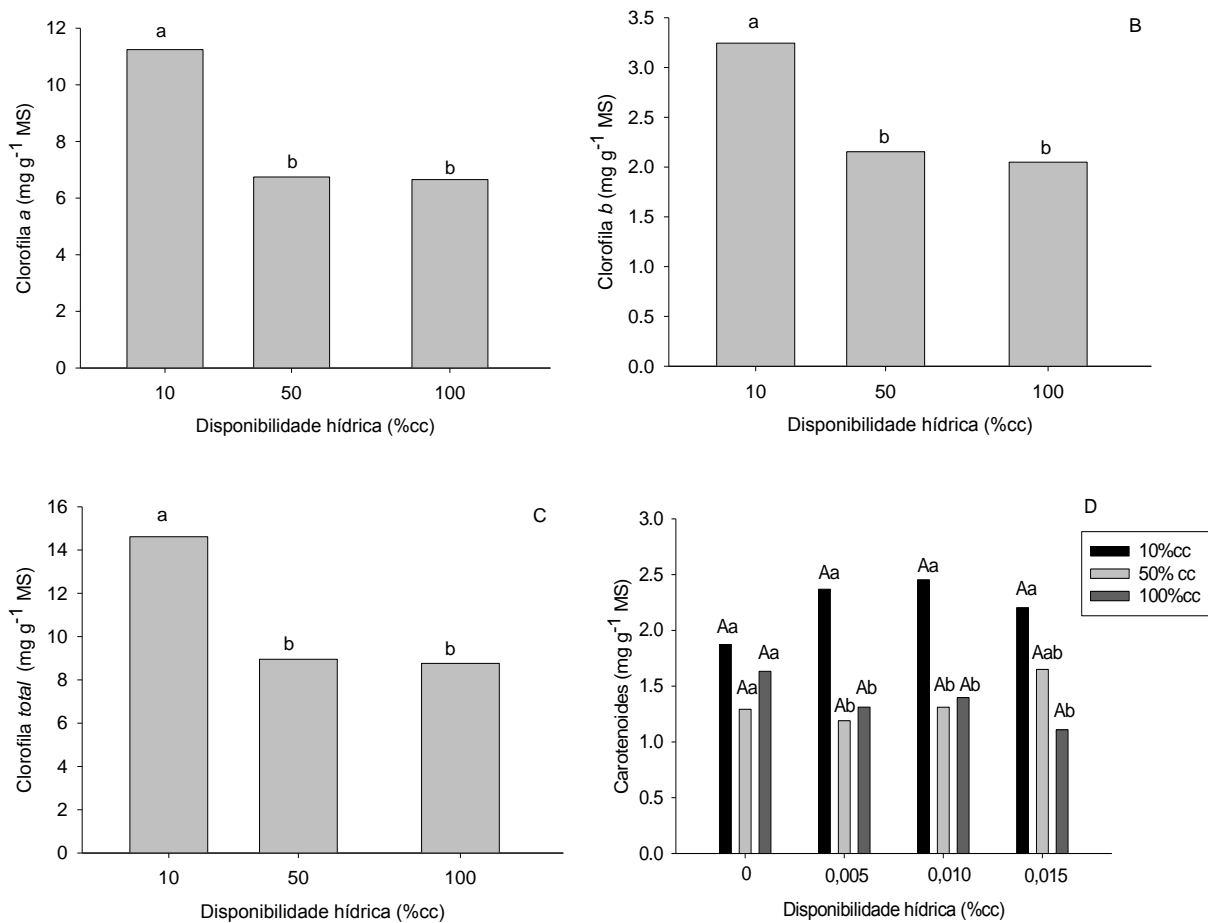 12
10
8
6
4
2
0
Clorofila a (mg g-1 MS)
a
b
b
10
50
100
Disponibilidade hídrica (%cc)
B
3.5
3.0
2.5
2.0
1.5
1.0
0.5
0.0
Clorofila b (mg g-1 MS)
a
b
b
10
50
100
Disponibilidade hídrica (%cc)
C
16
14
12
10
8
6
4
2
0
Clorofila total (mg g-1 MS)
a
b
b
10
50
100
Disponibilidade hídrica (%cc)
D
3.0
2.5
2.0
1.5
1.0
0.5
0.0
Carotenoides (mg g-1 MS)
10%cc
50% cc
100%cc
Aa
Aa
Aa
Aa
Ab
Ab
Aa
Ab
Ab
Aa
Aab
Ab
0
0,005
0,010
0,015
Disponibilidade hídrica (%cc)